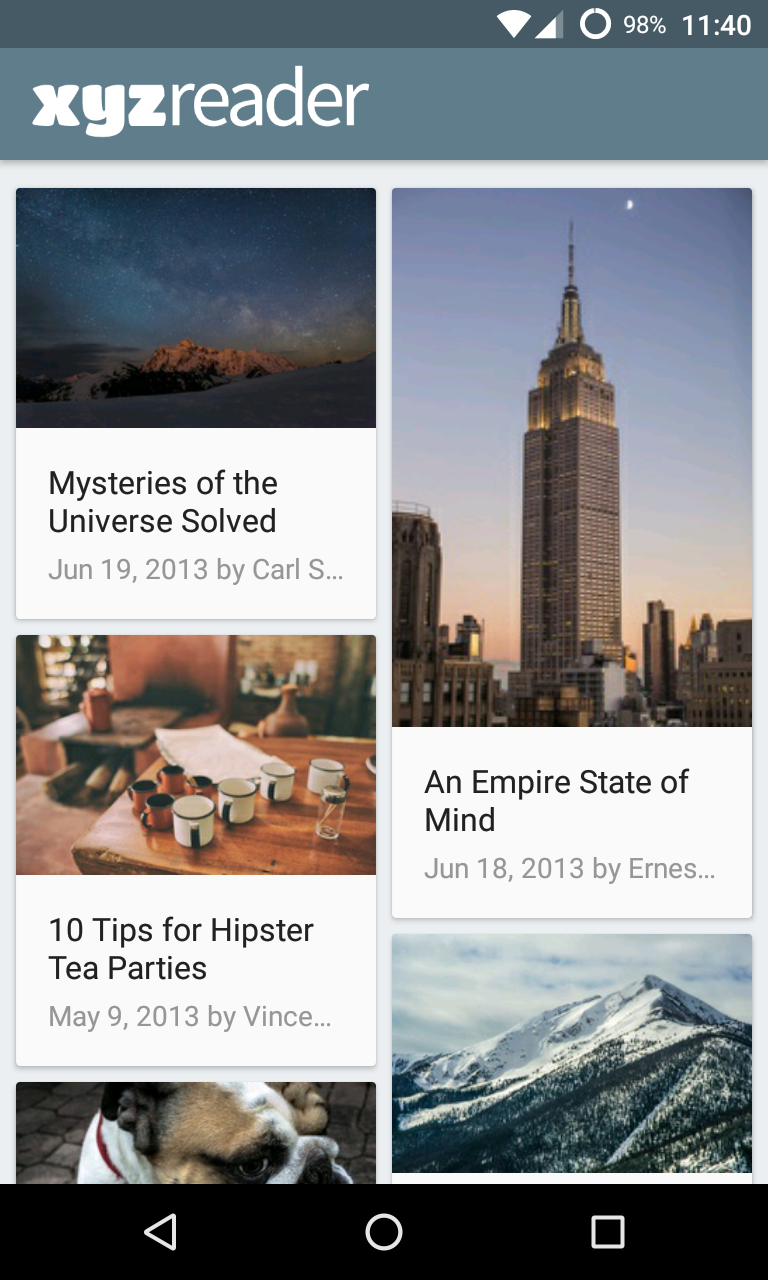 98% 11:40
xyzreader
Mysteries of the
Universe Solved
Jun 19, 2013 by Carl S…
An Empire State of
Mind
Jun 18, 2013 by Ernes…
10 Tips for Hipster
Tea Parties
May 9, 2013 by Vince…